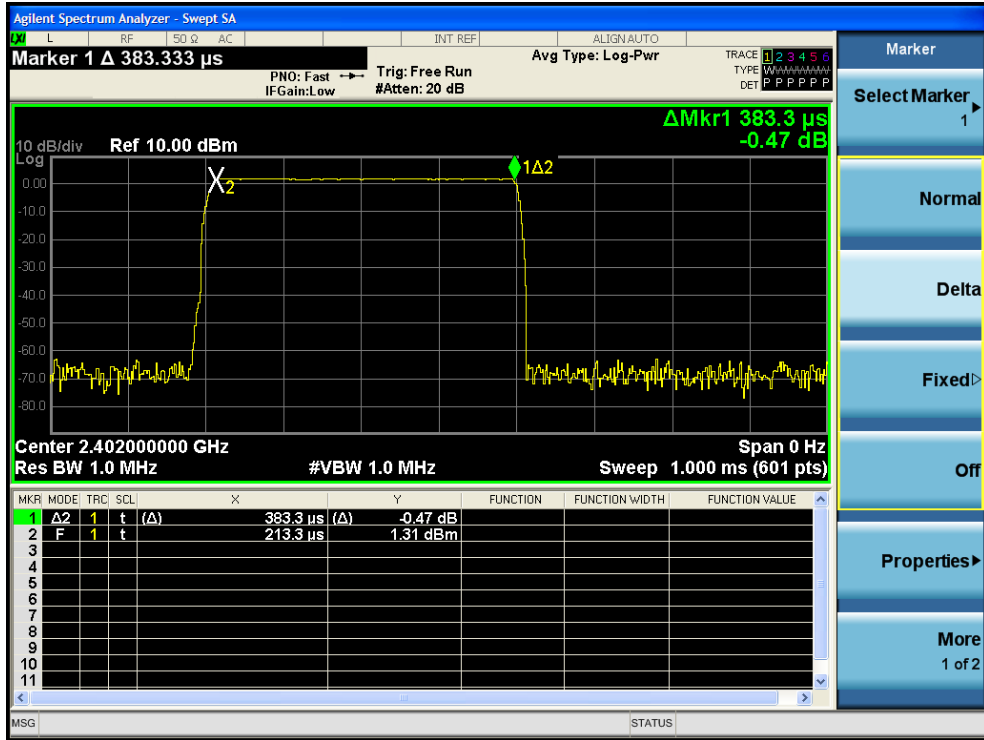 Agilent Spectrum Analyzer - Swept SA
LXI L RF 50 Ω AC INT REF ALIGN AUTO
Marker 1 Δ 383.333 µs
PNO: Fast
IFGain:Low
Trig: Free Run
#Atten: 20 dB
Avg Type: Log-Pwr
TRACE 1 2 3 4 5 6
TYPE W
DET P P P P P P
ΔMkr1 383.3 µs
-0.47 dB
10 dB/div Ref 10.00 dBm
Log
0.00
-10.0
-20.0
-30.0
-40.0
-50.0
-60.0
-70.0
-80.0
X2
1Δ2
Center 2.402000000 GHz Span 0 Hz
Res BW 1.0 MHz #VBW 1.0 MHz Sweep 1.000 ms (601 pts)
MKR MODE TRC SCL X Y FUNCTION FUNCTION WIDTH FUNCTION VALUE
1 Δ2 1 t (Δ) 383.3 µs (Δ) -0.47 dB
2 F 1 t 213.3 µs 1.31 dBm
3
4
5
6
7
8
9
10
11
MSG STATUS
Marker
Select Marker
1
Normal
Delta
Fixed
Off
Properties
More
1 of 2